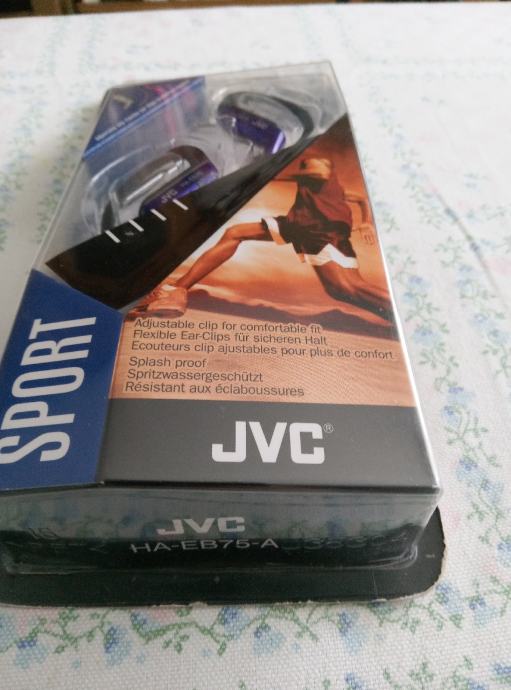 JVC
SPORT
Adjustable clip for comfortable fit
Flexible Ear-Clips für sicheren Halt
Ecouteurs clip ajustables pour plus de confort
Splash proof
Spritzwassergeschützt
Résistant aux éclaboussures
JVC®
JVC
HA-EB75-A